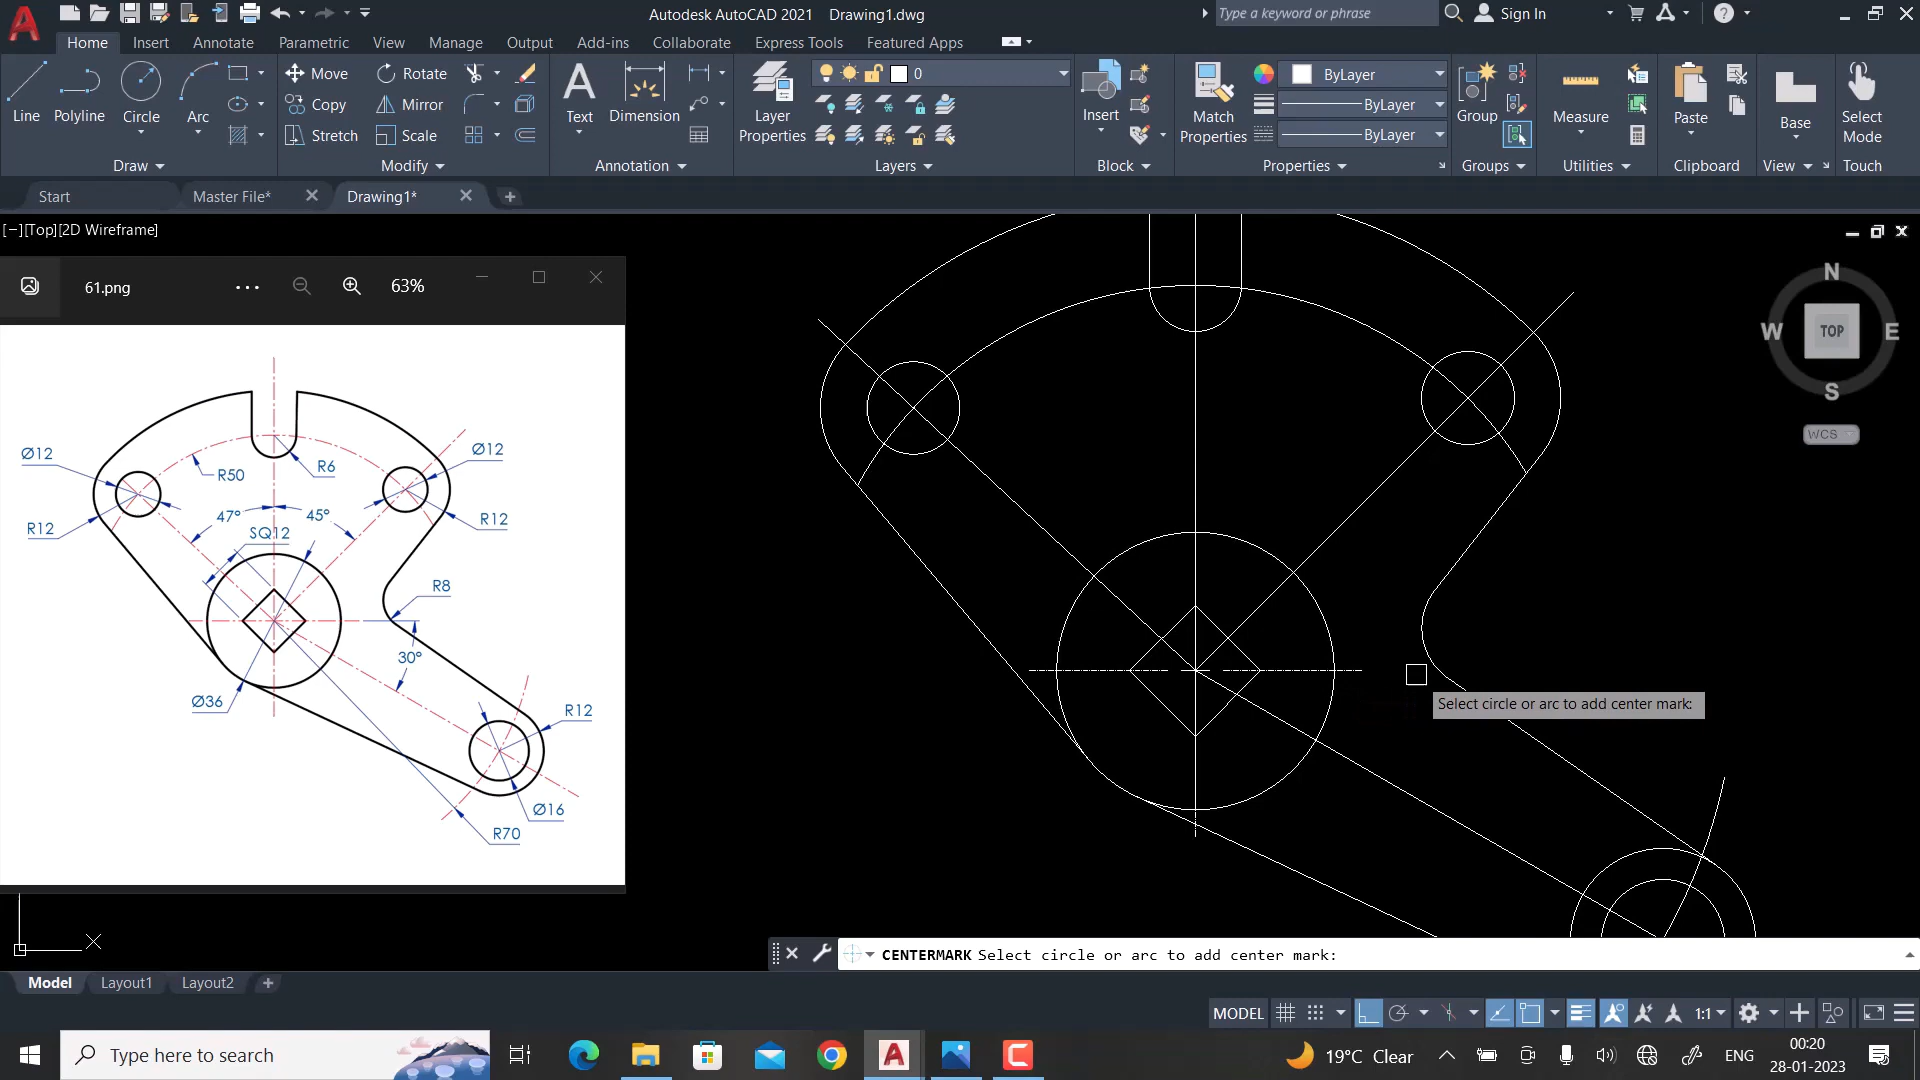 Autodesk AutoCAD 2021 Drawing1.dwg
Type a keyword or phrase
Sign In
Home Insert Annotate Parametric View Manage Output Add-ins Collaborate Express Tools Featured Apps
Line Polyline Circle Arc
Move Rotate
Copy Mirror
Stretch Scale
Text Dimension
Layer Properties
0
Insert
Match Properties
ByLayer
ByLayer
ByLayer
Group
Measure
Paste
Base
Select Mode
Draw Modify Annotation Layers Block Properties Groups Utilities Clipboard View Touch
Start Master File* Drawing1*
[−][Top][2D Wireframe]
61.png 63%
N
W TOP E
S
WCS
Ø12
R50
R6
Ø12
R12
47°
45°
R12
SQ12
R8
30°
Ø36
R12
Ø16
R70
Select circle or arc to add center mark:
X
CENTERMARK Select circle or arc to add center mark:
Model Layout1 Layout2
MODEL 1:1
Type here to search
19°C Clear
ENG
00:20
28-01-2023